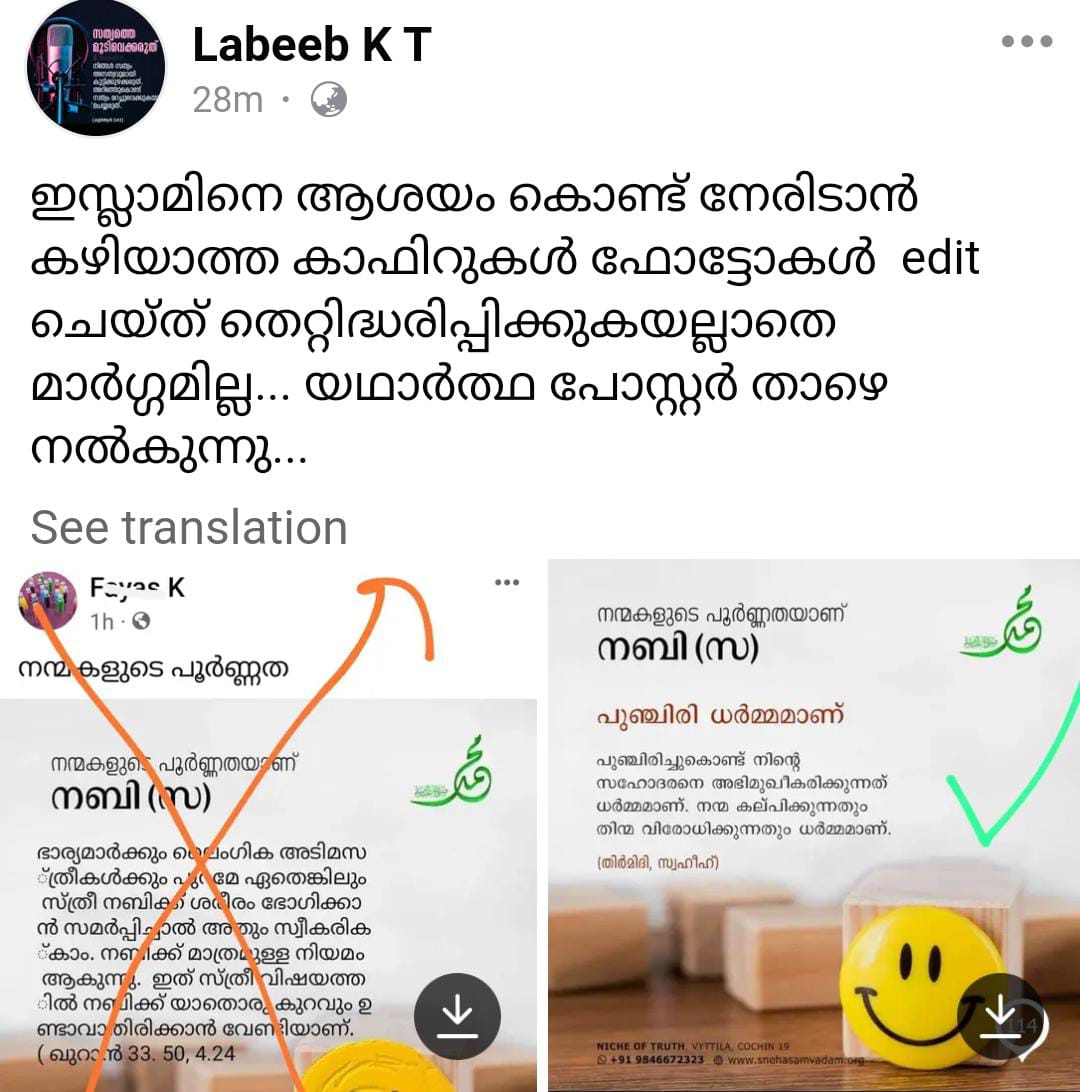 സത്യത്തെ
മൂടിവെക്കരുത്
Labeeb K T
28m
ഇസ്ലാമിനെ ആശയം കൊണ്ട് നേരിടാൻ
കഴിയാത്ത കാഫിറുകൾ ഫോട്ടോകൾ edit
ചെയ്ത് തെറ്റിദ്ധരിപ്പിക്കുകയല്ലാതെ
മാർഗ്ഗമില്ല... യഥാർത്ഥ പോസ്റ്റർ താഴെ
നൽകുന്നു...
See translation
K
1h
നന്മകളുടെ പൂർണ്ണത
നന്മകളുടെ പൂർണ്ണതയാണ്
നബി (സ)
ഭാര്യമാർക്കും ലൈംഗിക അടിമസ
്ത്രീകൾക്കും പുറമേ ഏതെങ്കിലും
സ്ത്രീ നബിക്ക് ശരീരം ഭോഗിക്കാ
ൻ സമർപ്പിച്ചാൽ അതും സ്വീകരിക
്കാം. നബിക്ക് മാത്രമുള്ള നിയമം
ആകുന്നു. ഇത് സ്ത്രീ വിഷയത്ത
ിൽ നബിക്ക് യാതൊരു കുറവും ഉ
ണ്ടാവാതിരിക്കാൻ വേണ്ടിയാണ്.
( ഖുറാൻ 33. 50, 4.24
നന്മകളുടെ പൂർണ്ണതയാണ്
നബി (സ)
പുഞ്ചിരി ധർമ്മമാണ്
പുഞ്ചിരിച്ചുകൊണ്ട് നിന്റെ
സഹോദരനെ അഭിമുഖീകരിക്കുന്നത്
ധർമ്മമാണ്. നന്മ കല്പിക്കുന്നതും
തിന്മ വിരോധിക്കുന്നതും ധർമ്മമാണ്.
(തിർമിദി, സ്വഹീഹ്)
NICHE OF TRUTH, VYTTILA, COCHIN 19
+91 9846672323 www.snehasamvadam.org
114